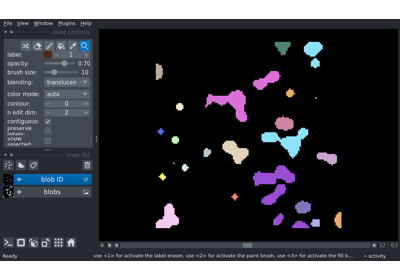 File View Window Plugins Help
layer controls
label: 1
opacity: 0.70
brush size: 10
blending: translucen
color mode: auto
contour: 0
n edit dim: 2
contiguous:
preserve labels:
show selected:
layer list
blob ID
blobs
32 63
Ready
use <1> for activate the label eraser, use <2> for activate the paint brush, use <3> for activate the fill b...
activity